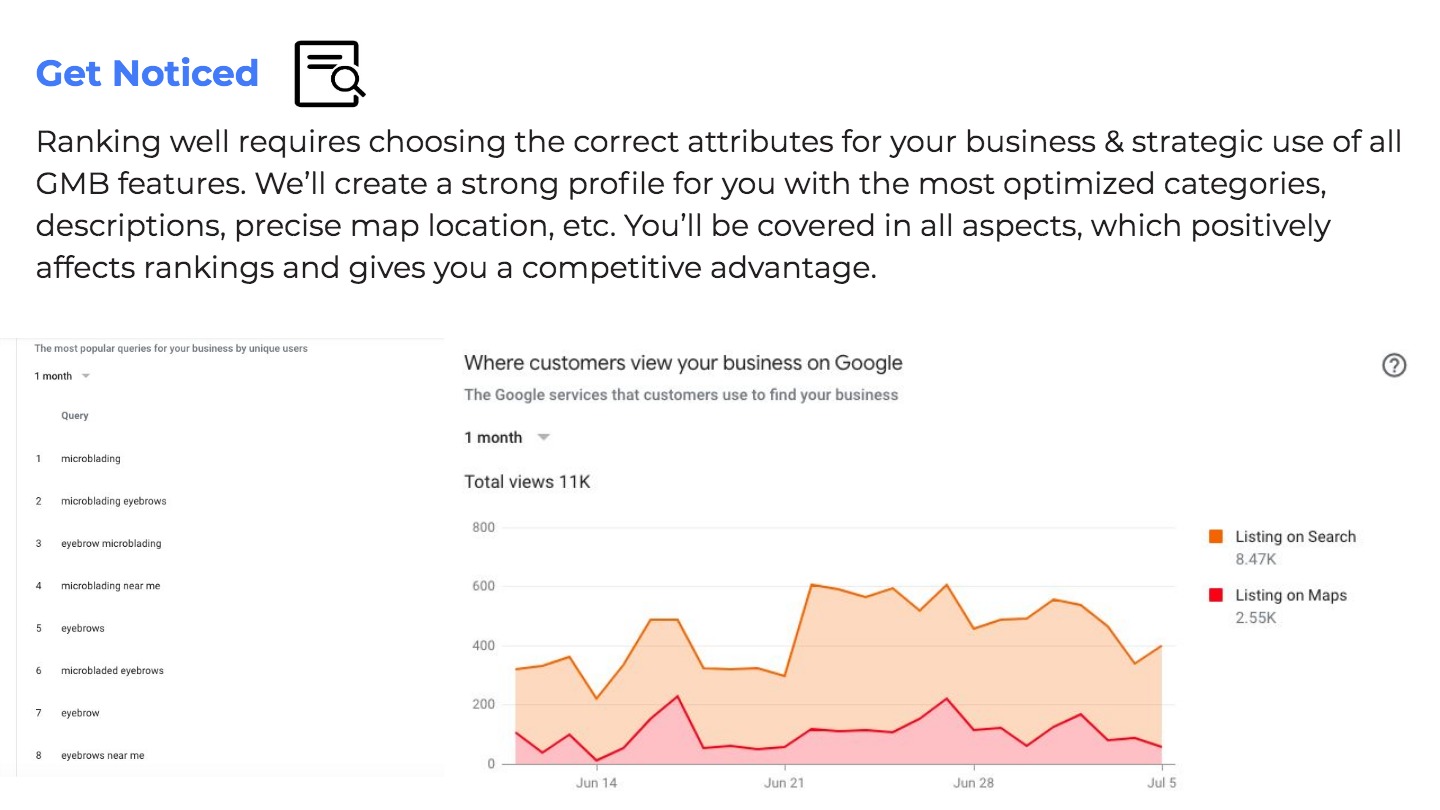 Get Noticed
Ranking well requires choosing the correct attributes for your business & strategic use of all
GMB features. We’ll create a strong profile for you with the most optimized categories,
descriptions, precise map location, etc. You’ll be covered in all aspects, which positively
affects rankings and gives you a competitive advantage.
The most popular queries for your business by unique users
1 month
Query
1 microblading
2 microblading eyebrows
3 eyebrow microblading
4 microblading near me
5 eyebrows
6 microbladed eyebrows
7 eyebrow
8 eyebrows near me
Where customers view your business on Google
?
The Google services that customers use to find your business
1 month
Total views 11K
800
600
400
200
0
Jun 14 Jun 21 Jun 28 Jul 5
Listing on Search
8.47K
Listing on Maps
2.55K